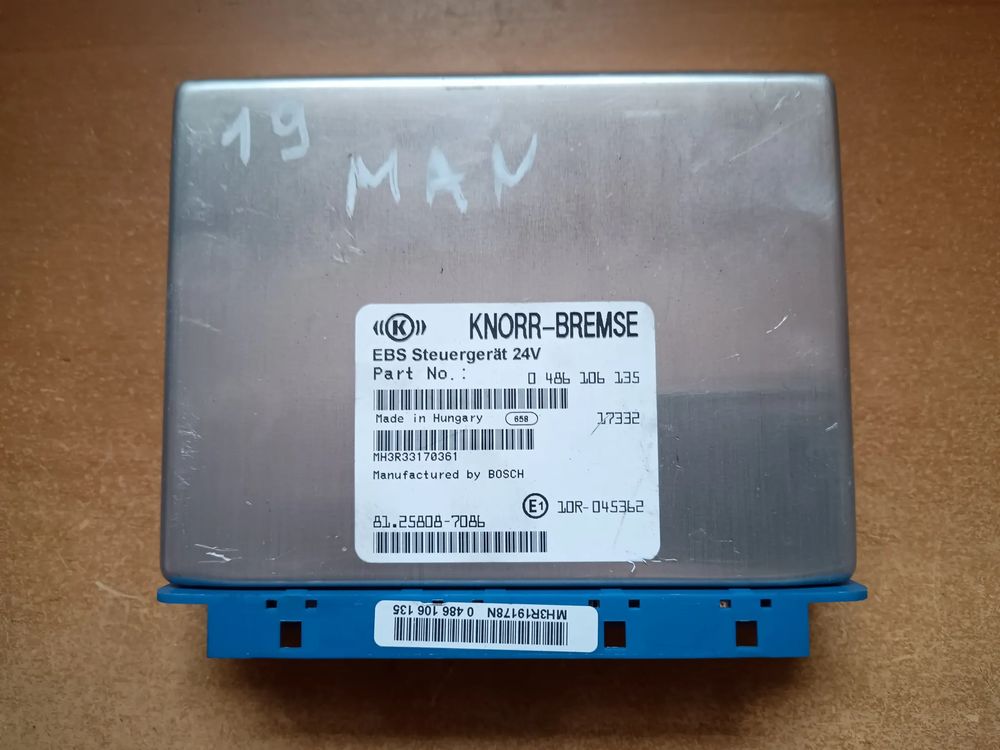 19
MAN
K KNORR-BREMSE
EBS Steuergerät 24V
Part No.: 0 486 106 135
Made in Hungary 658 17332
MH3R33170361
Manufactured by BOSCH
E1 10R-045362
81.25808-7086
MH3R19178N 0 486 106 135